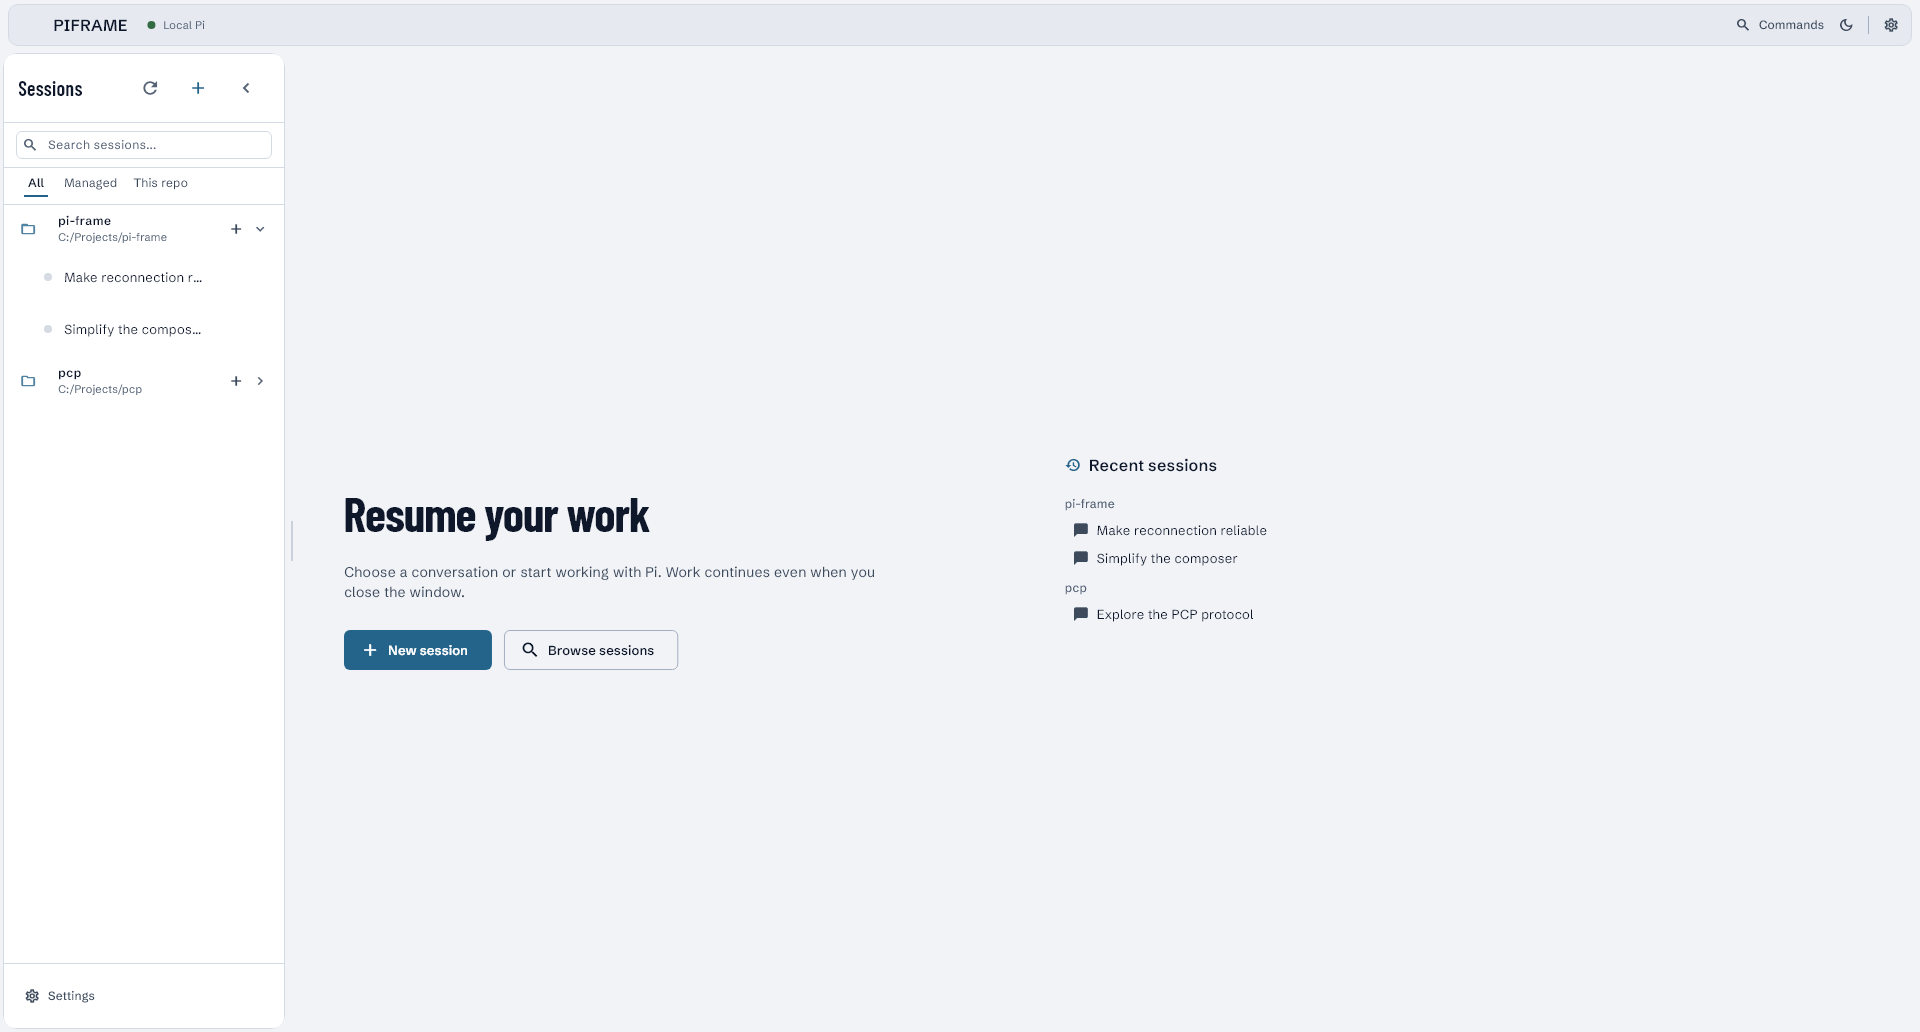 PIFRAME
Local Pi
Commands
Sessions
Search sessions...
All Managed This repo
pi-frame
C:/Projects/pi-frame
Make reconnection r...
Simplify the compos...
pcp
C:/Projects/pcp
Settings
Resume your work
Choose a conversation or start working with Pi. Work continues even when you
close the window.
New session
Browse sessions
Recent sessions
pi-frame
Make reconnection reliable
Simplify the composer
pcp
Explore the PCP protocol